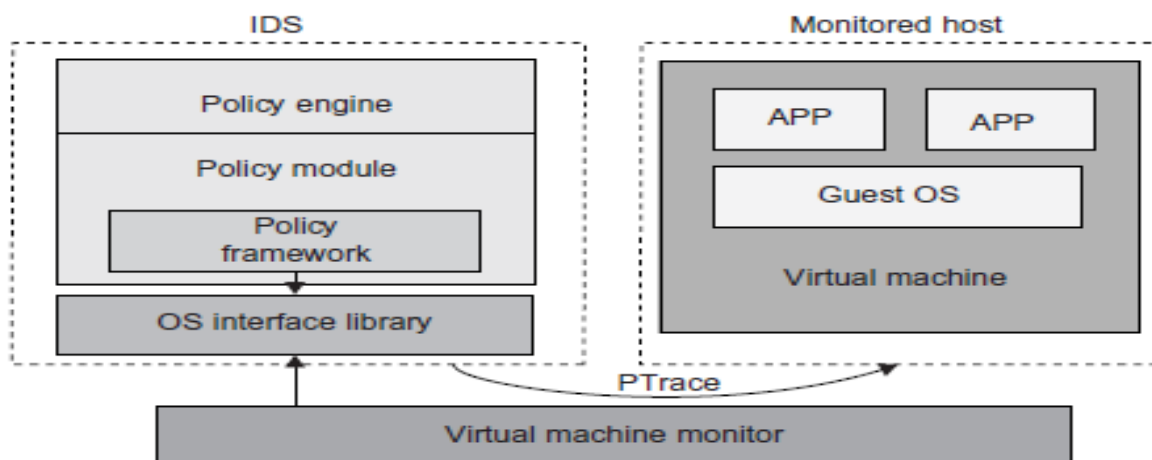 IDS
Monitored host
Policy engine
Policy module
Policy
framework
OS interface library
APP
APP
Guest OS
Virtual machine
PTrace
Virtual machine monitor